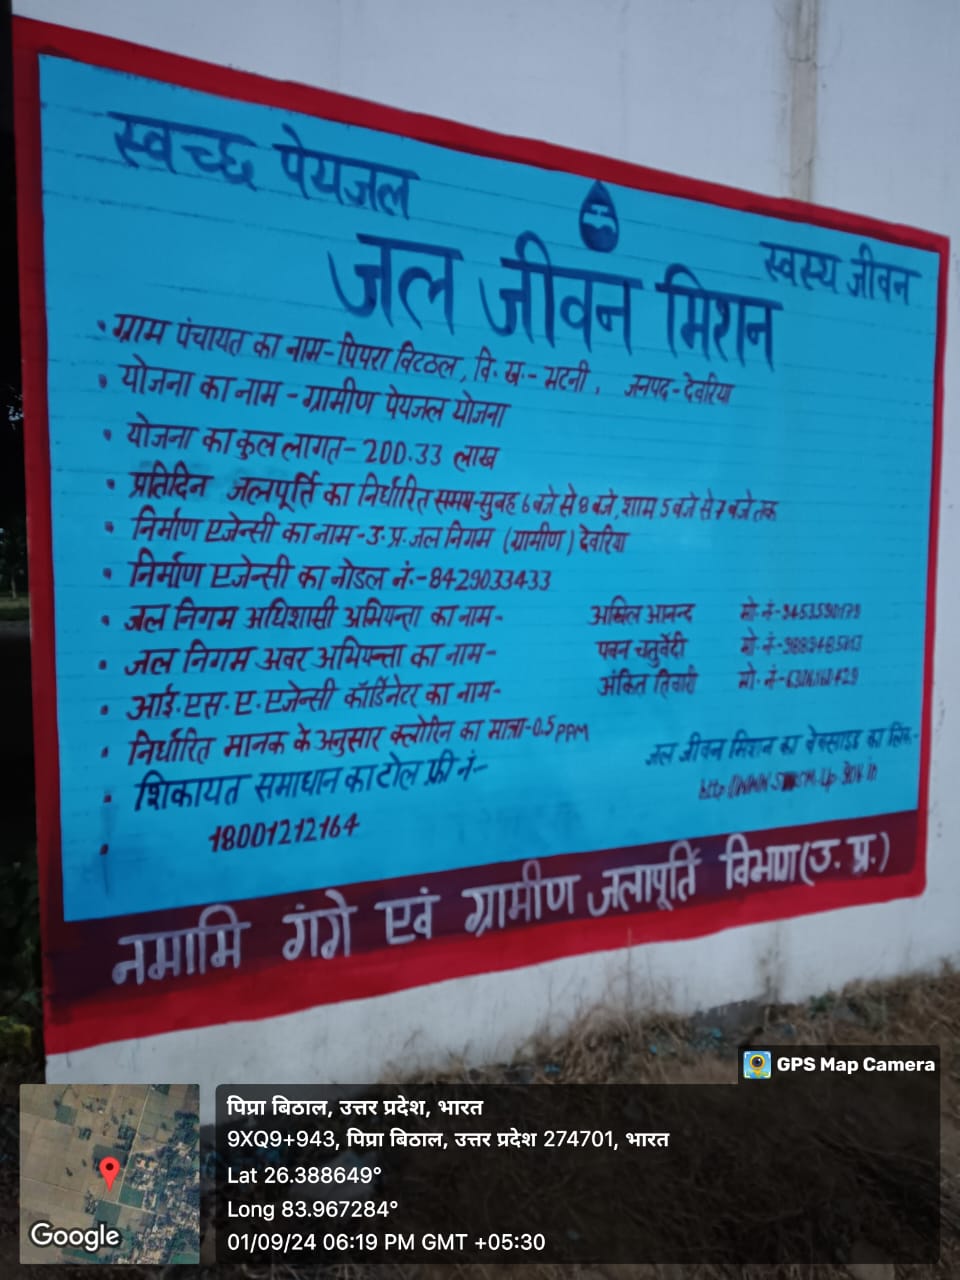 स्वच्छ पेयजल
स्वस्थ जीवन
जल जीवन मिशन
• ग्राम पंचायत का नाम - पिपरा विटठल, वि. ख. - भटनी, जनपद - देवरिया
• योजना का नाम - ग्रामीण पेयजल योजना
• योजना का कुल लागत - 200.33 लाख
• प्रतिदिन जलपूर्ति का निर्धारित समय - सुबह 6 बजे से 8 बजे, शाम 5 बजे से 7 बजे तक
• निर्माण एजेन्सी का नाम - उ.प्र. जल निगम (ग्रामीण) देवरिया
• निर्माण एजेन्सी का नोडल नं. - 8429033433
• जल निगम अधिशासी अभियन्ता का नाम - आनन्द मो. नं -
• जल निगम अवर अभियन्ता का नाम - पवन चतुर्वेदी मो. नं -
• आई. एस. ए. एजेन्सी कॉर्डिनेटर का नाम - अंकित तिवारी मो. नं -
• निर्धारित मानक के अनुसार क्लोरिन का मात्रा - 0.5 PPM
• शिकायत समाधान का टोल फ्री नं -
18001212164
जल जीवन मिशन का वेबसाइड का लिंक -
नमामि गंगे एवं ग्रामीण जलापूर्ति विभाग (उ. प्र.)
GPS Map Camera
पिप्रा बिठाल, उत्तर प्रदेश, भारत
9XQ9+943, पिप्रा बिठाल, उत्तर प्रदेश 274701, भारत
Lat 26.388649°
Long 83.967284°
01/09/24 06:19 PM GMT +05:30
Google